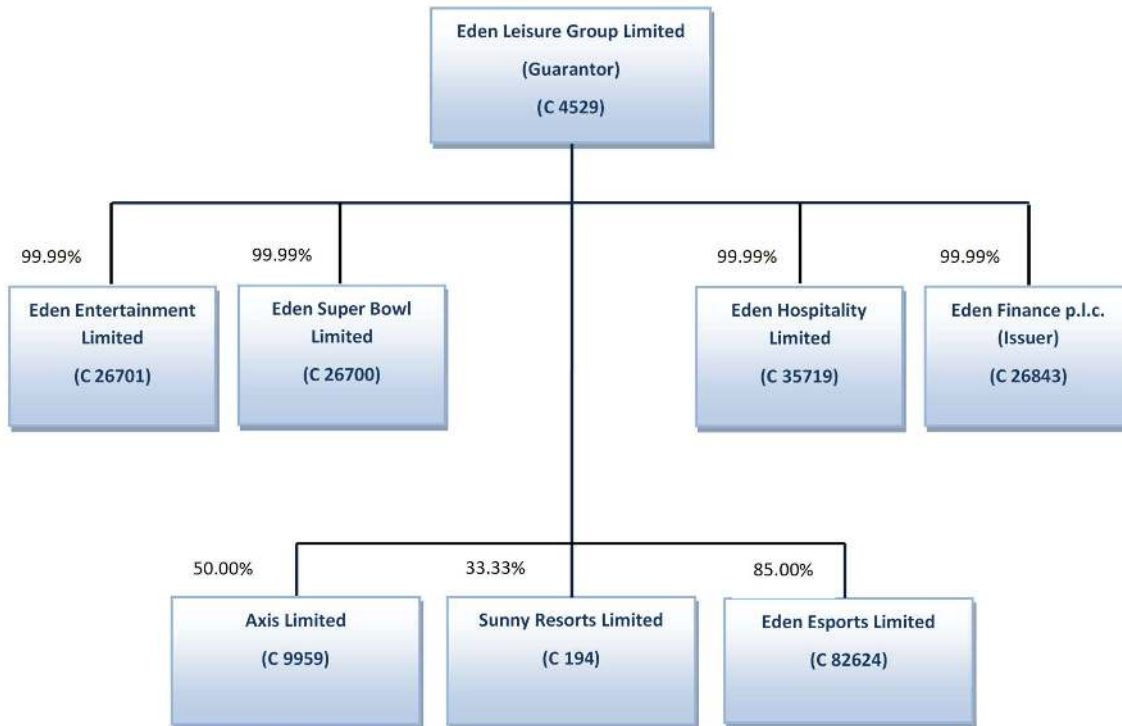 Eden Leisure Group Limited
(Guarantor)
(C 4529)
99.99%
99.99%
99.99%
99.99%
Eden Entertainment
Limited
(C 26701)
Eden Super Bowl
Limited
(C 26700)
Eden Hospitality
Limited
(C 35719)
Eden Finance p.l.c.
(Issuer)
(C 26843)
50.00%
33.33%
85.00%
Axis Limited
(C 9959)
Sunny Resorts Limited
(C 194)
Eden Esports Limited
(C 82624)